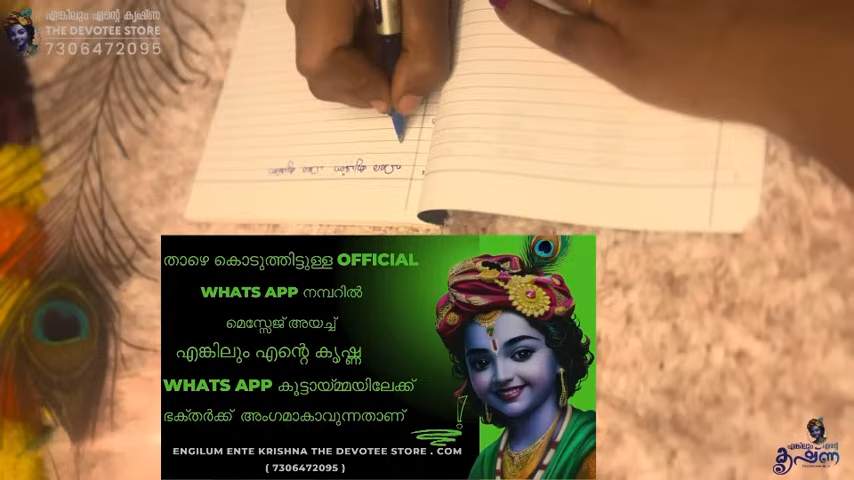 എങ്കിലും എന്റെ കൃഷ്ണ
THE DEVOTEE STORE
7306472095
താഴെ കൊടുത്തിട്ടുള്ള OFFICIAL
WHATS APP നമ്പറിൽ
മെസ്സേജ് അയച്ച്
എങ്കിലും എന്റെ കൃഷ്ണ
WHATS APP കൂട്ടായ്മ്മയിലേക്ക്
ഭക്തർക്ക് അംഗമാകാവുന്നതാണ്
ENGILUM ENTE KRISHNA THE DEVOTEE STORE . COM
( 7306472095 )
എങ്കിലും എന്റെ
കൃഷ്ണ